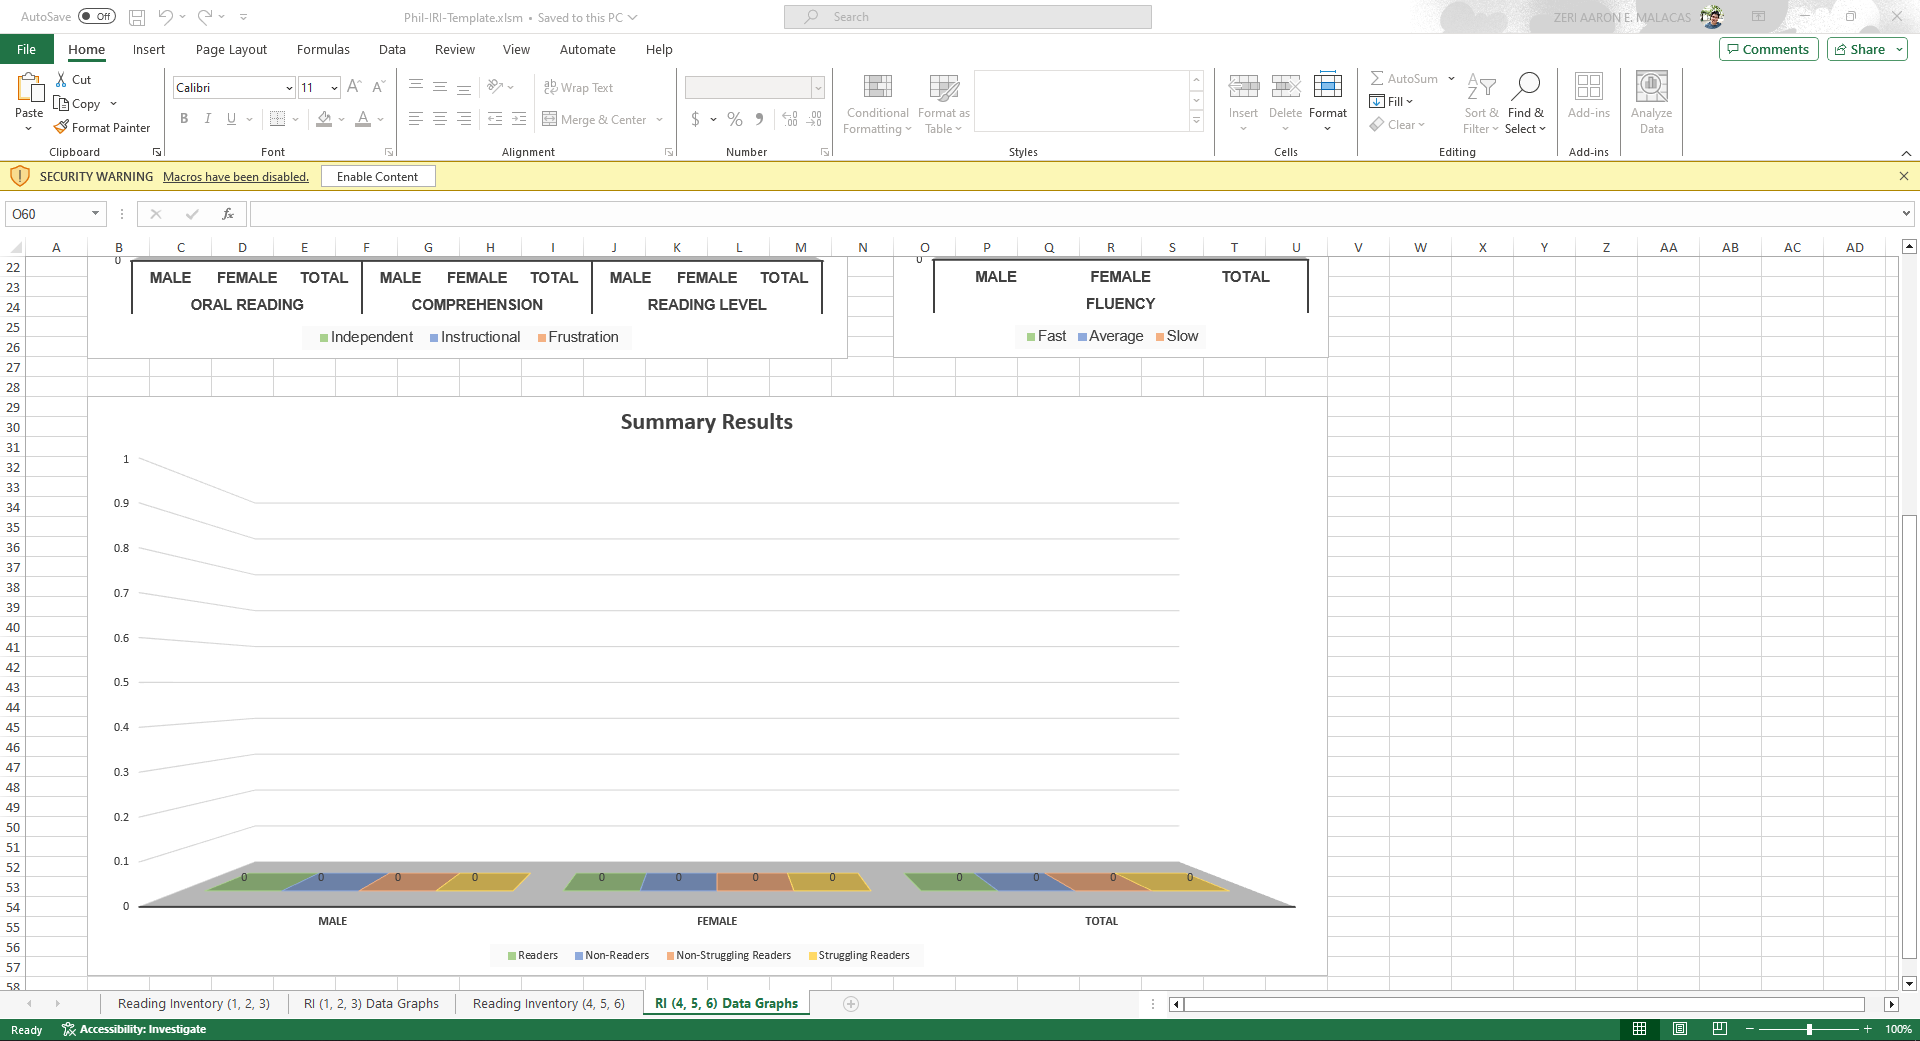 AutoSave Off Phil-IRI-Template.xlsm • Saved to this PC Search ZERI AARON E. MALACAS
File Home Insert Page Layout Formulas Data Review View Automate Help Comments Share
Paste Cut Copy Format Painter
Calibri 11
B I U A
Wrap Text
Merge & Center
$ % 9
Conditional Formatting
Format as Table
Insert Delete Format
AutoSum
Fill
Clear
Sort & Filter
Find & Select
Add-ins
Analyze Data
Clipboard Font Alignment Number Styles Cells Editing Add-ins
SECURITY WARNING Macros have been disabled. Enable Content
O60 fx
A B C D E F G H I J K L M N O P Q R S T U V W X Y Z AA AB AC AD
22
23
24
25
26
27
28
29
30
31
32
33
34
35
36
37
38
39
40
41
42
43
44
45
46
47
48
49
50
51
52
53
54
55
56
57
58
0
MALE FEMALE TOTAL MALE FEMALE TOTAL MALE FEMALE TOTAL
ORAL READING COMPREHENSION READING LEVEL
Independent Instructional Frustration
0
MALE FEMALE TOTAL
FLUENCY
Fast Average Slow
Summary Results
1
0.9
0.8
0.7
0.6
0.5
0.4
0.3
0.2
0.1
0 0 0 0 0 0 0 0 0 0 0 0
0
MALE FEMALE TOTAL
Readers Non-Readers Non-Struggling Readers Struggling Readers
Reading Inventory (1, 2, 3) RI (1, 2, 3) Data Graphs Reading Inventory (4, 5, 6) RI (4, 5, 6) Data Graphs
Ready Accessibility: Investigate 100%